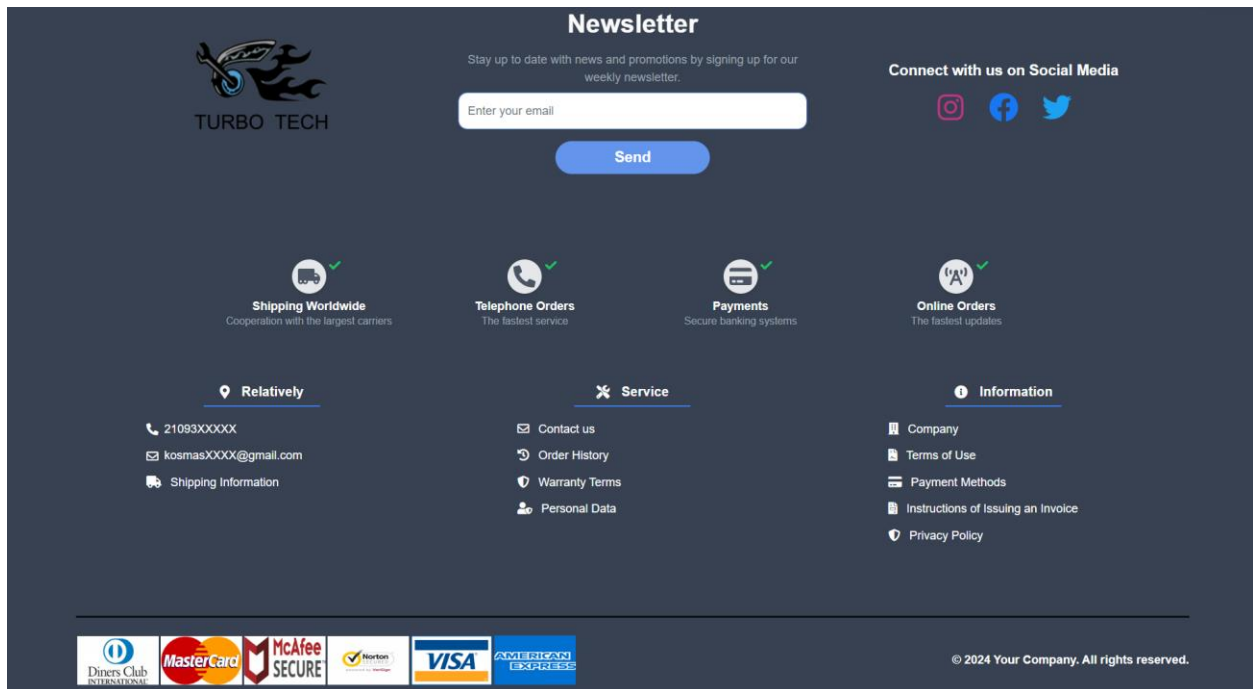 TURBO TECH
Newsletter
Stay up to date with news and promotions by signing up for our
weekly newsletter.
Enter your email
Send
Connect with us on Social Media
Shipping Worldwide
Cooperation with the largest carriers
Telephone Orders
The fastest service
Payments
Secure banking systems
Online Orders
The fastest updates
Relatively
21093XXXXX
kosmasXXXX@gmail.com
Shipping Information
Service
Contact us
Order History
Warranty Terms
Personal Data
Information
Company
Terms of Use
Payment Methods
Instructions of Issuing an Invoice
Privacy Policy
Diners Club
INTERNATIONAL
MasterCard
McAfee
SECURE
Norton
VISA
AMERICAN
EXPRESS
© 2024 Your Company. All rights reserved.